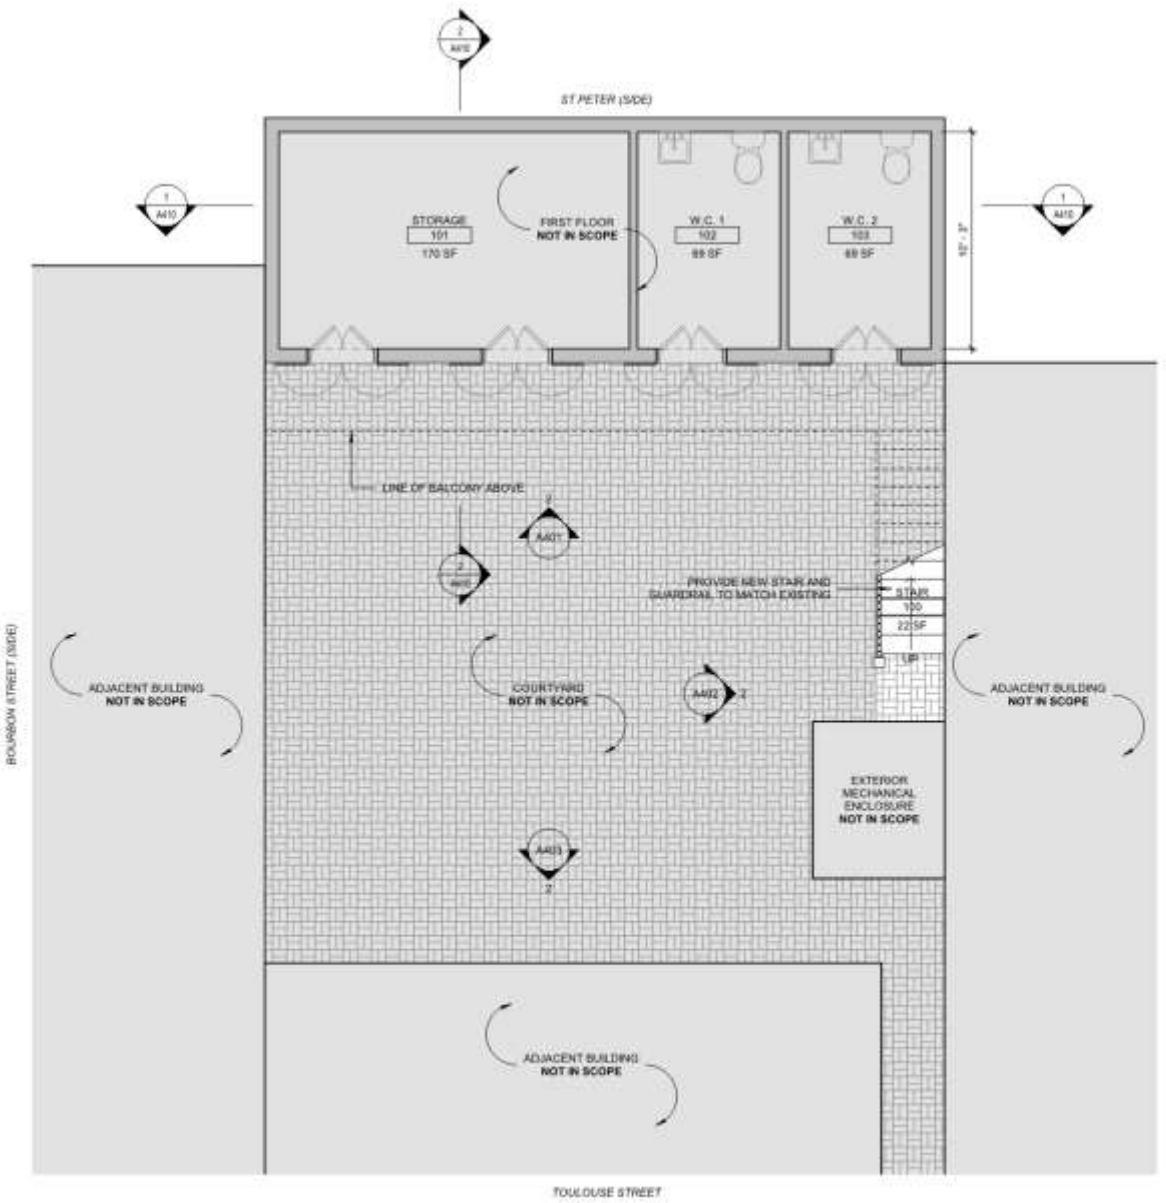 2
A410
ST PETER (SIDE)
1
A410
STORAGE
101
170 SF
FIRST FLOOR
NOT IN SCOPE
W.C. 1
102
69 SF
W.C. 2
103
68 SF
1
A410
10' - 3"
LINE OF BALCONY ABOVE
2
A401
2
A410
PROVIDE NEW STAIR AND
GUARDRAIL TO MATCH EXISTING
STAIR
100
22 SF
UP
BOURBON STREET (SIDE)
ADJACENT BUILDING
NOT IN SCOPE
COURTYARD
NOT IN SCOPE
A402
2
ADJACENT BUILDING
NOT IN SCOPE
EXTERIOR
MECHANICAL
ENCLOSURE
NOT IN SCOPE
A403
2
ADJACENT BUILDING
NOT IN SCOPE
TOULOUSE STREET